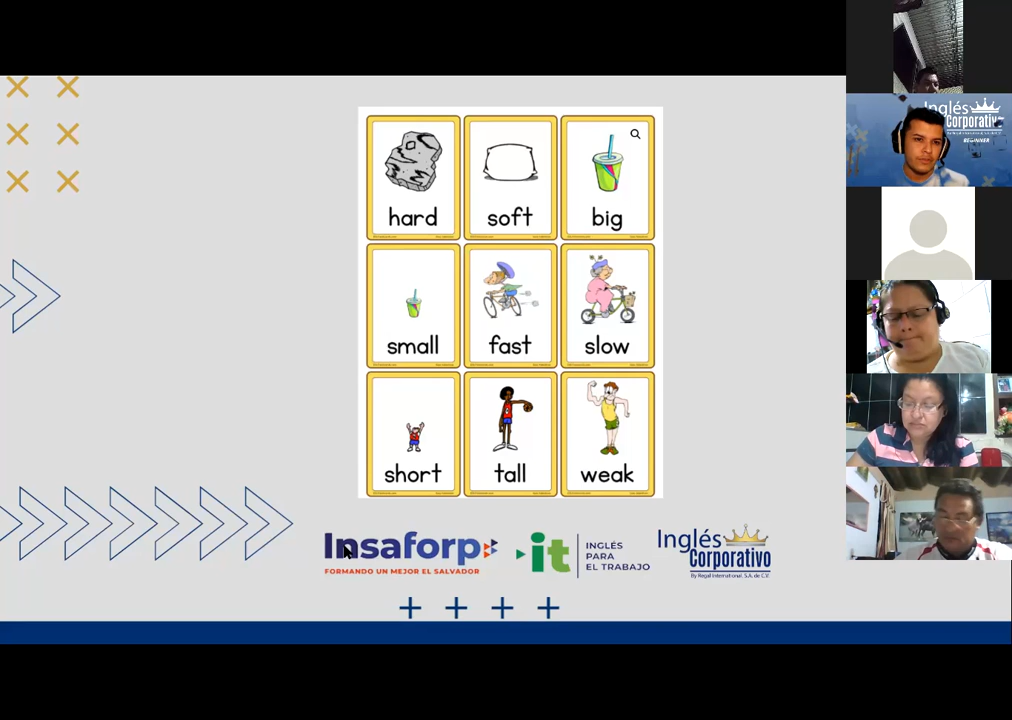 hard
soft
big
small
fast
slow
short
tall
weak
Insaforp
FORMANDO UN MEJOR EL SALVADOR
it
INGLÉS
PARA
EL TRABAJO
Inglés
Corporativo
By Regal International, S.A. de C.V.
Inglés
Corporativo
BEGINNER